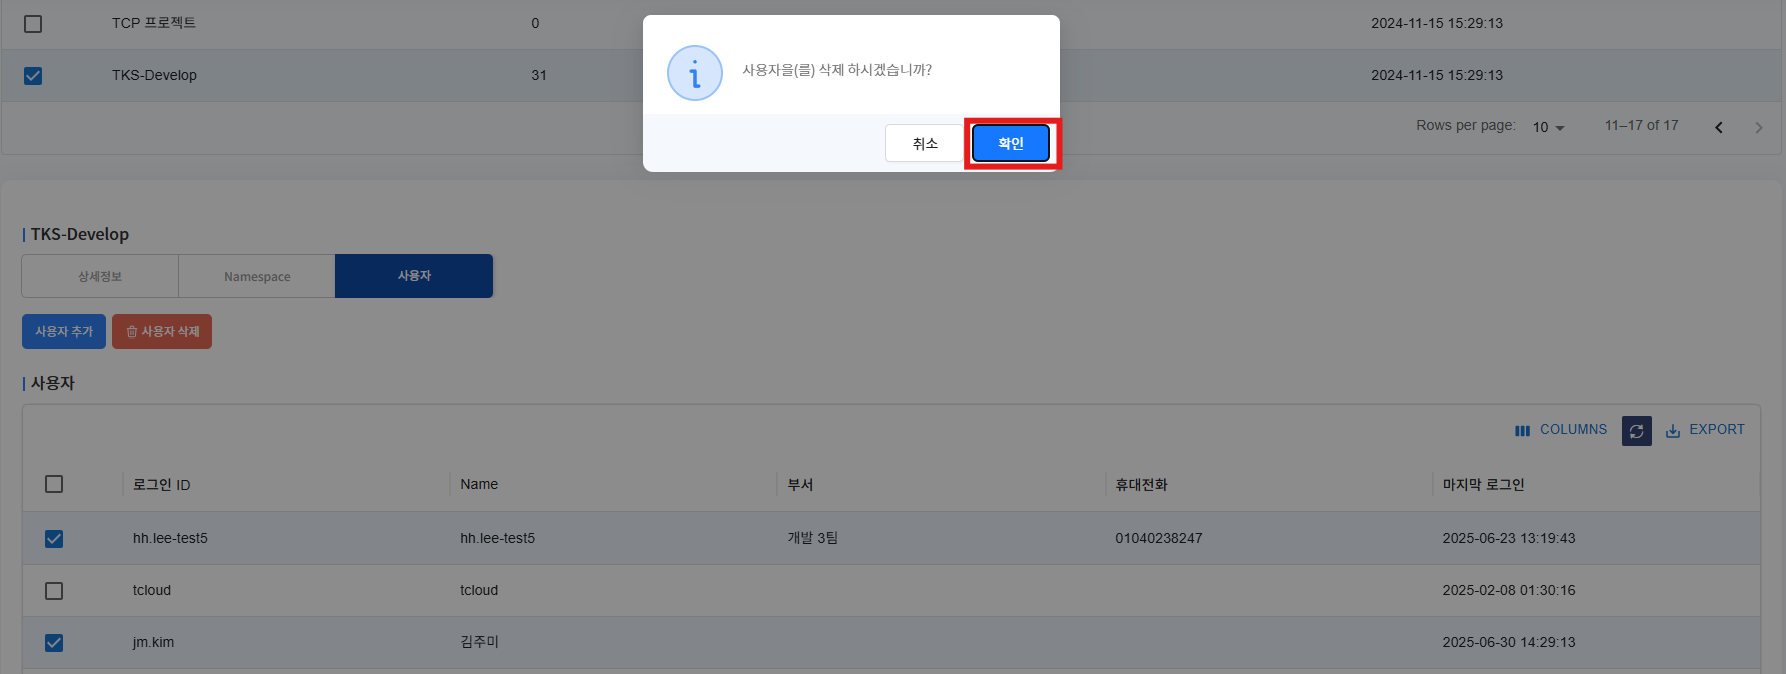 TCP 프로젝트 0 2024-11-15 15:29:13
TKS-Develop 31 2024-11-15 15:29:13
사용자을(를) 삭제 하시겠습니까?
취소 확인
Rows per page: 10 11–17 of 17
TKS-Develop
상세정보 Namespace 사용자
사용자 추가 사용자 삭제
사용자
COLUMNS EXPORT
로그인 ID Name 부서 휴대전화 마지막 로그인
hh.lee-test5 hh.lee-test5 개발 3팀 01040238247 2025-06-23 13:19:43
tcloud tcloud 2025-02-08 01:30:16
jm.kim 김주미 2025-06-30 14:29:13